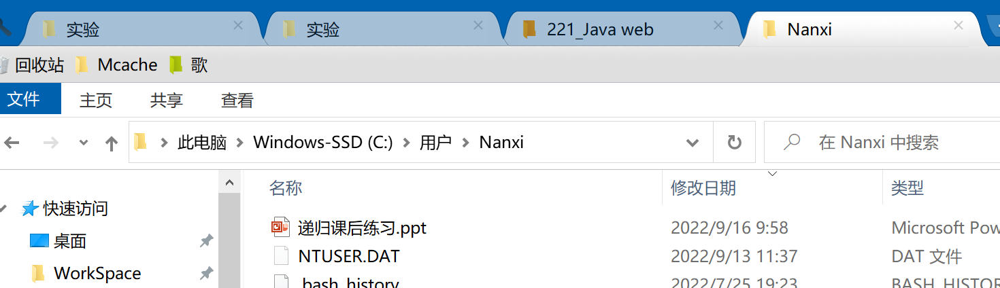 实验 实验 221_Java web Nanxi
回收站 Mcache 歌
文件 主页 共享 查看
此电脑 Windows-SSD (C:) 用户 Nanxi 在 Nanxi 中搜索
名称 修改日期 类型
快速访问
递归课后练习.ppt 2022/9/16 9:58 Microsoft Pow
桌面
NTUSER.DAT 2022/9/13 11:37 DAT 文件
WorkSpace
.bash_history 2022/7/25 19:23 BASH_HISTOR